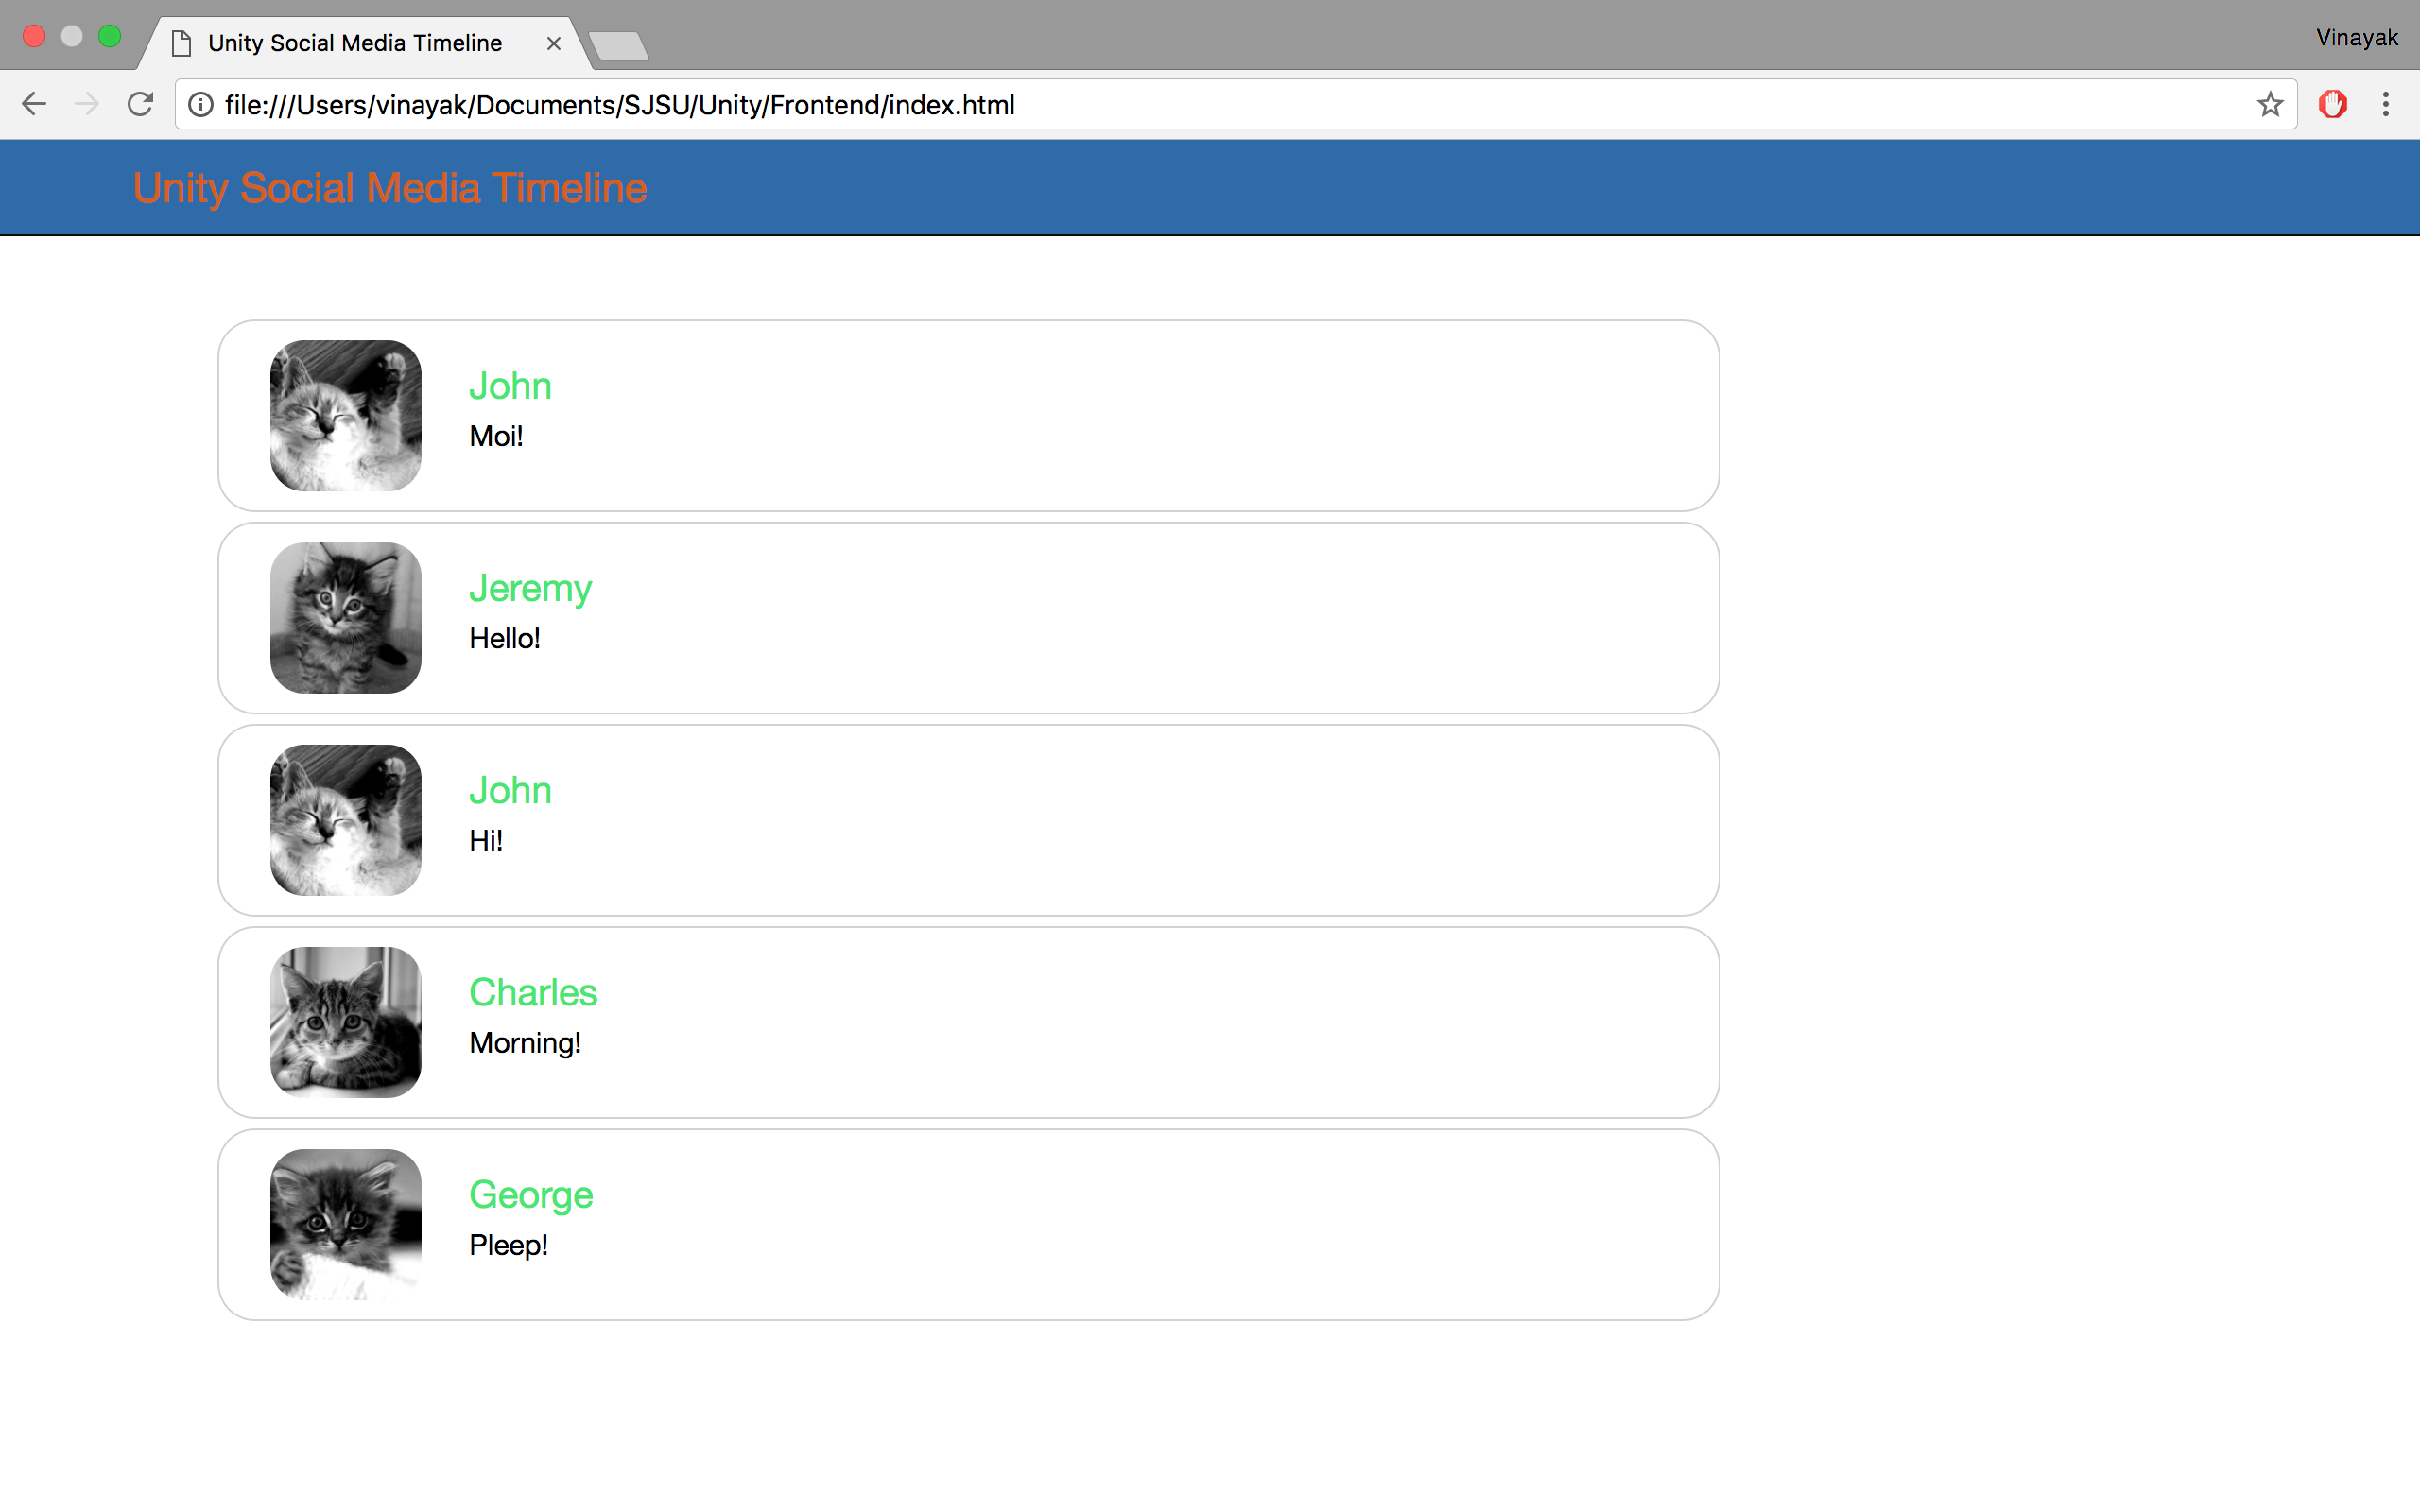 Unity Social Media Timeline
Vinayak
file:///Users/vinayak/Documents/SJSU/Unity/Frontend/index.html
Unity Social Media Timeline
John
Moi!
Jeremy
Hello!
John
Hi!
Charles
Morning!
George
Pleep!